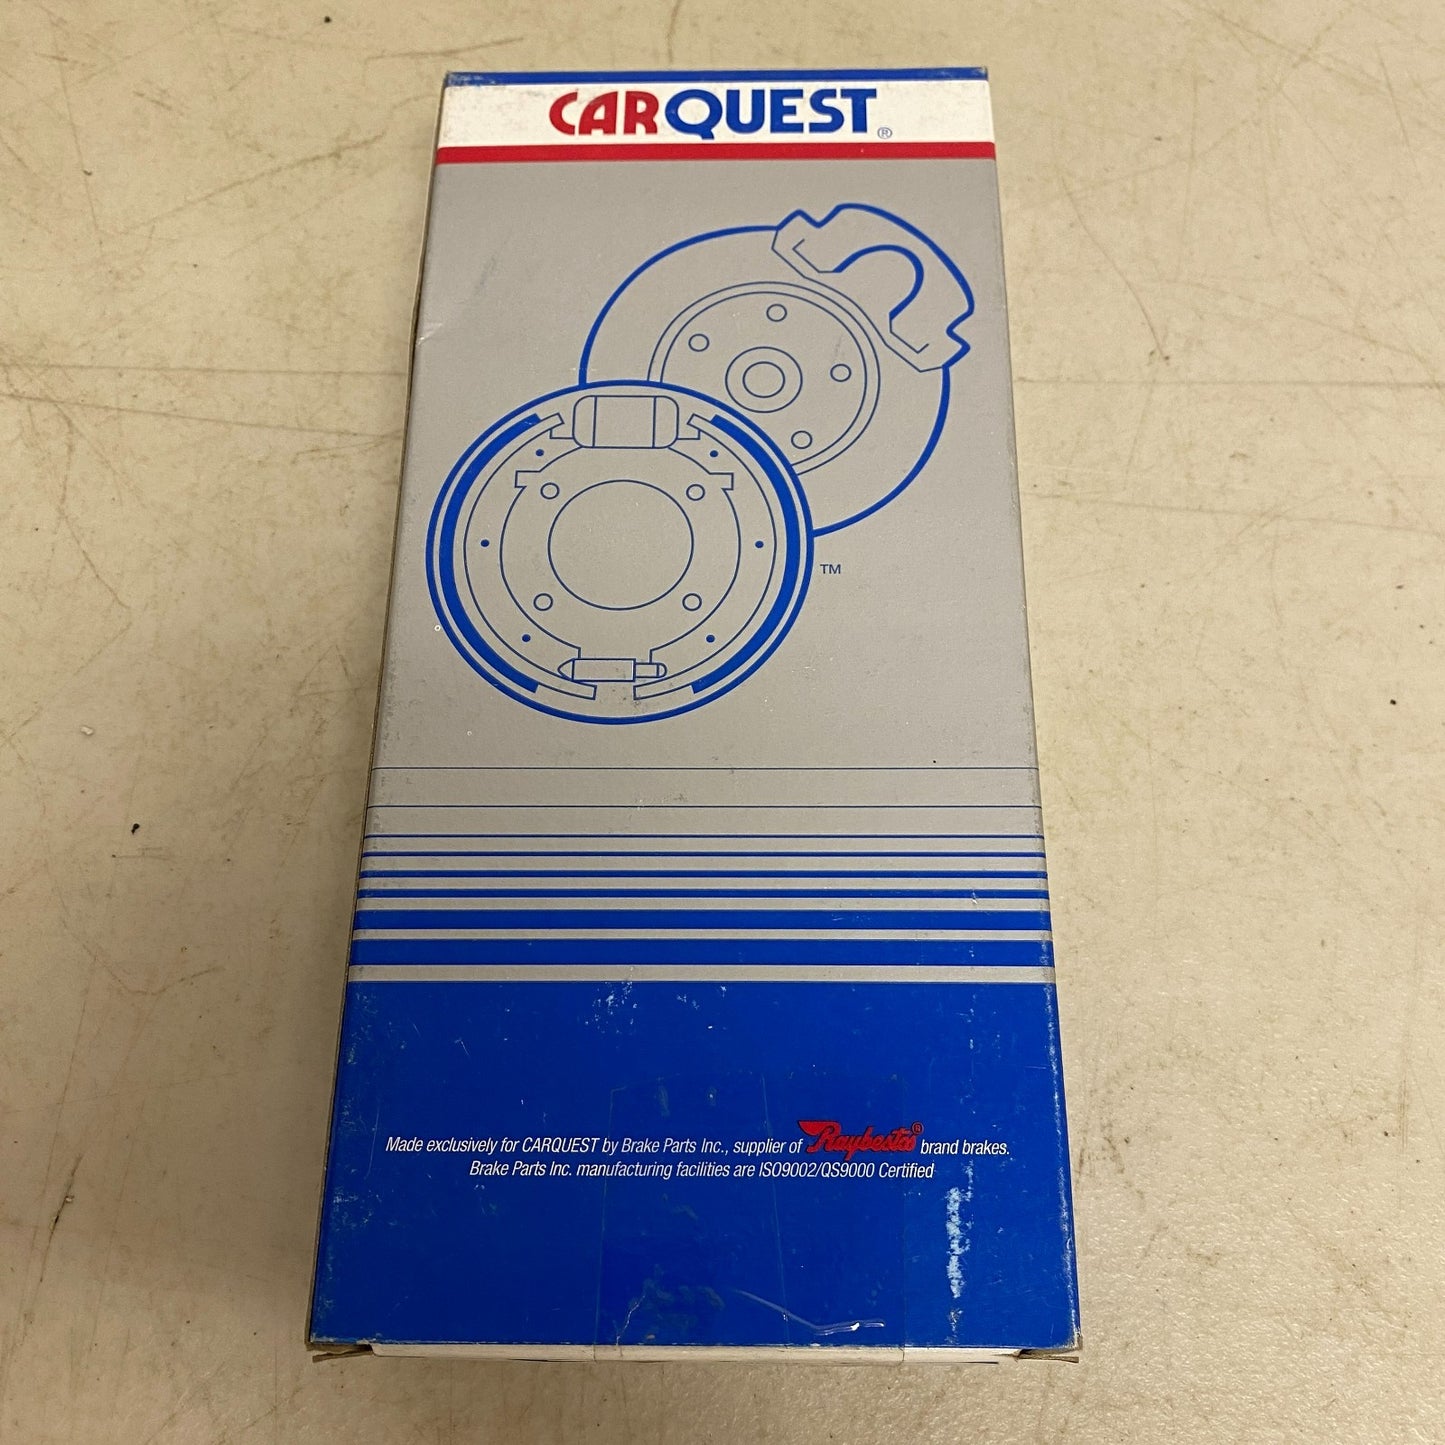 CARQUEST®
™
Made exclusively for CARQUEST by Brake Parts Inc., supplier of Raybestos® brand brakes.
Brake Parts Inc. manufacturing facilities are ISO9002/QS9000 Certified